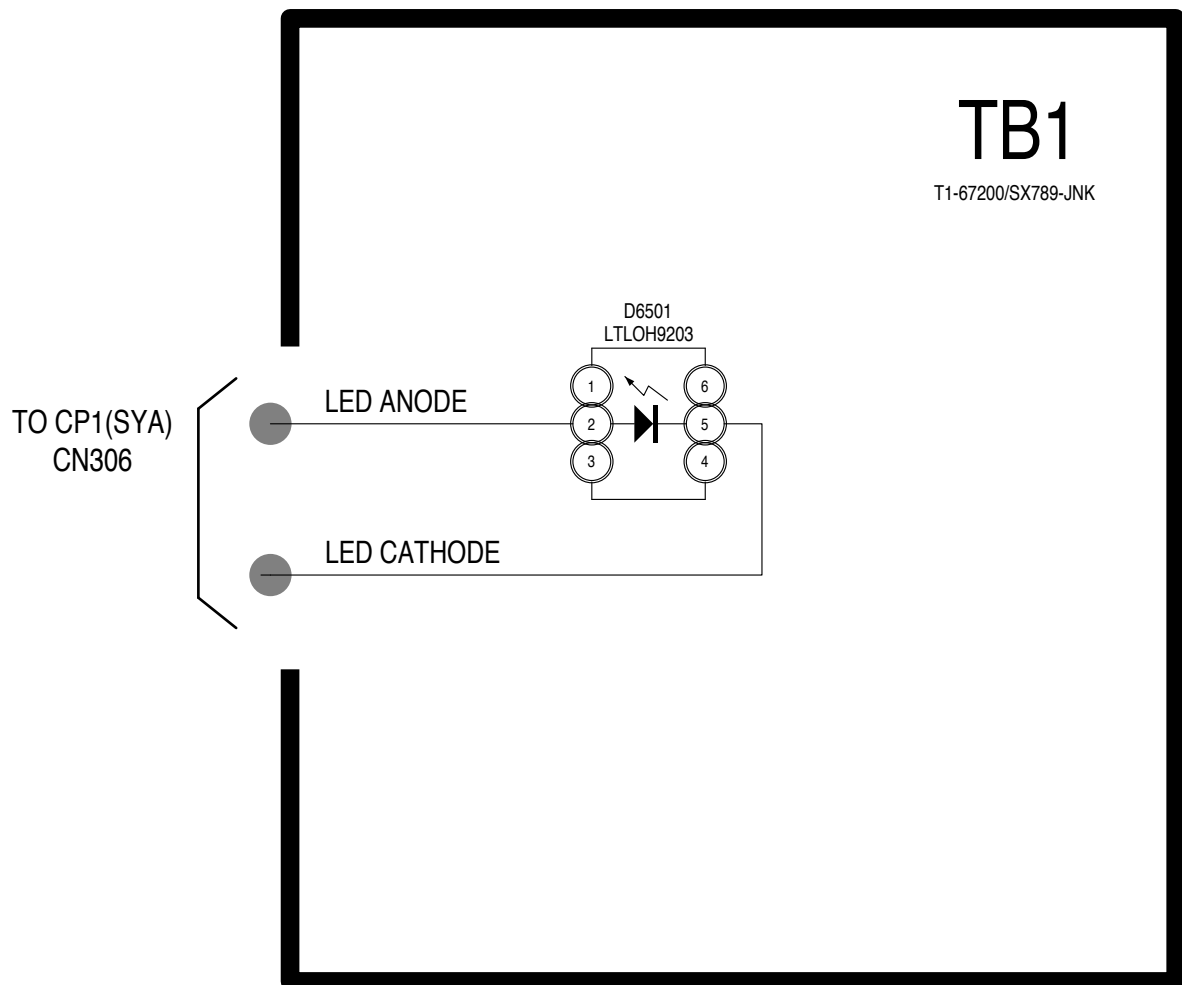 TB1
T1-67200/SX789-JNK
D6501
LTLOH9203
1
6
LED ANODE
2
5
TO CP1(SYA)
CN306
3
4
LED CATHODE